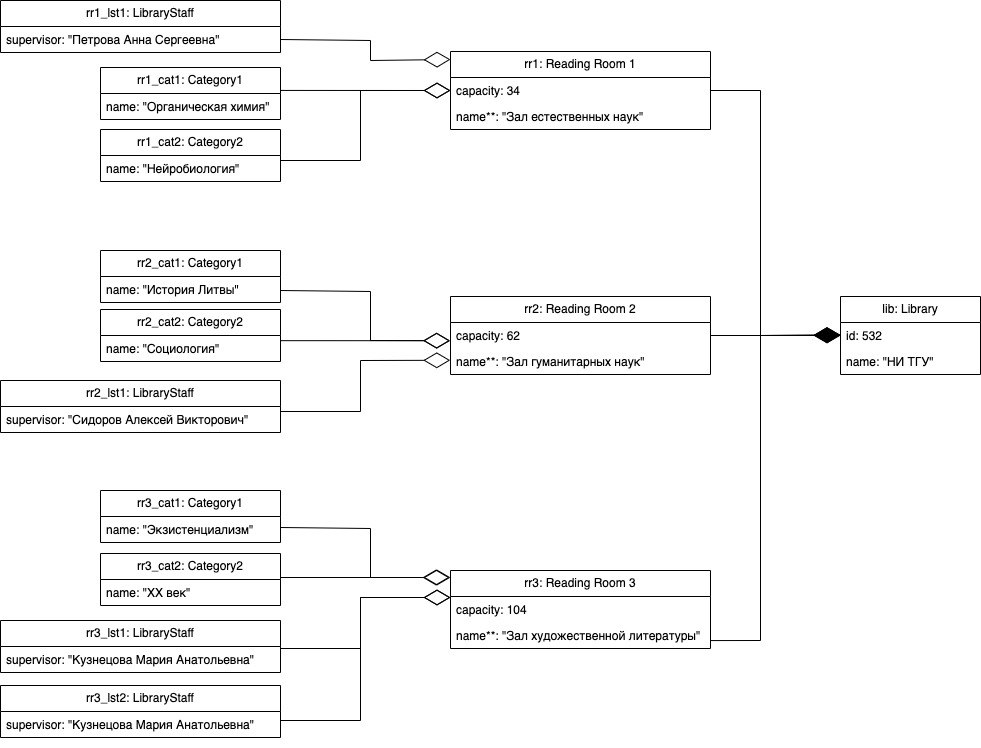 rr1_lst1: LibraryStaff
supervisor: "Петрова Анна Сергеевна"
rr1_cat1: Category1
name: "Органическая химия"
rr1_cat2: Category2
name: "Нейробиология"
rr1: Reading Room 1
capacity: 34
name**: "Зал естественных наук"
rr2_cat1: Category1
name: "История Литвы"
rr2_cat2: Category2
name: "Социология"
rr2_lst1: LibraryStaff
supervisor: "Сидоров Алексей Викторович"
rr2: Reading Room 2
capacity: 62
name**: "Зал гуманитарных наук"
lib: Library
id: 532
name: "НИ ТГУ"
rr3_cat1: Category1
name: "Экзистенциализм"
rr3_cat2: Category2
name: "XX век"
rr3_lst1: LibraryStaff
supervisor: "Кузнецова Мария Анатольевна"
rr3_lst2: LibraryStaff
supervisor: "Кузнецова Мария Анатольевна"
rr3: Reading Room 3
capacity: 104
name**: "Зал художественной литературы"